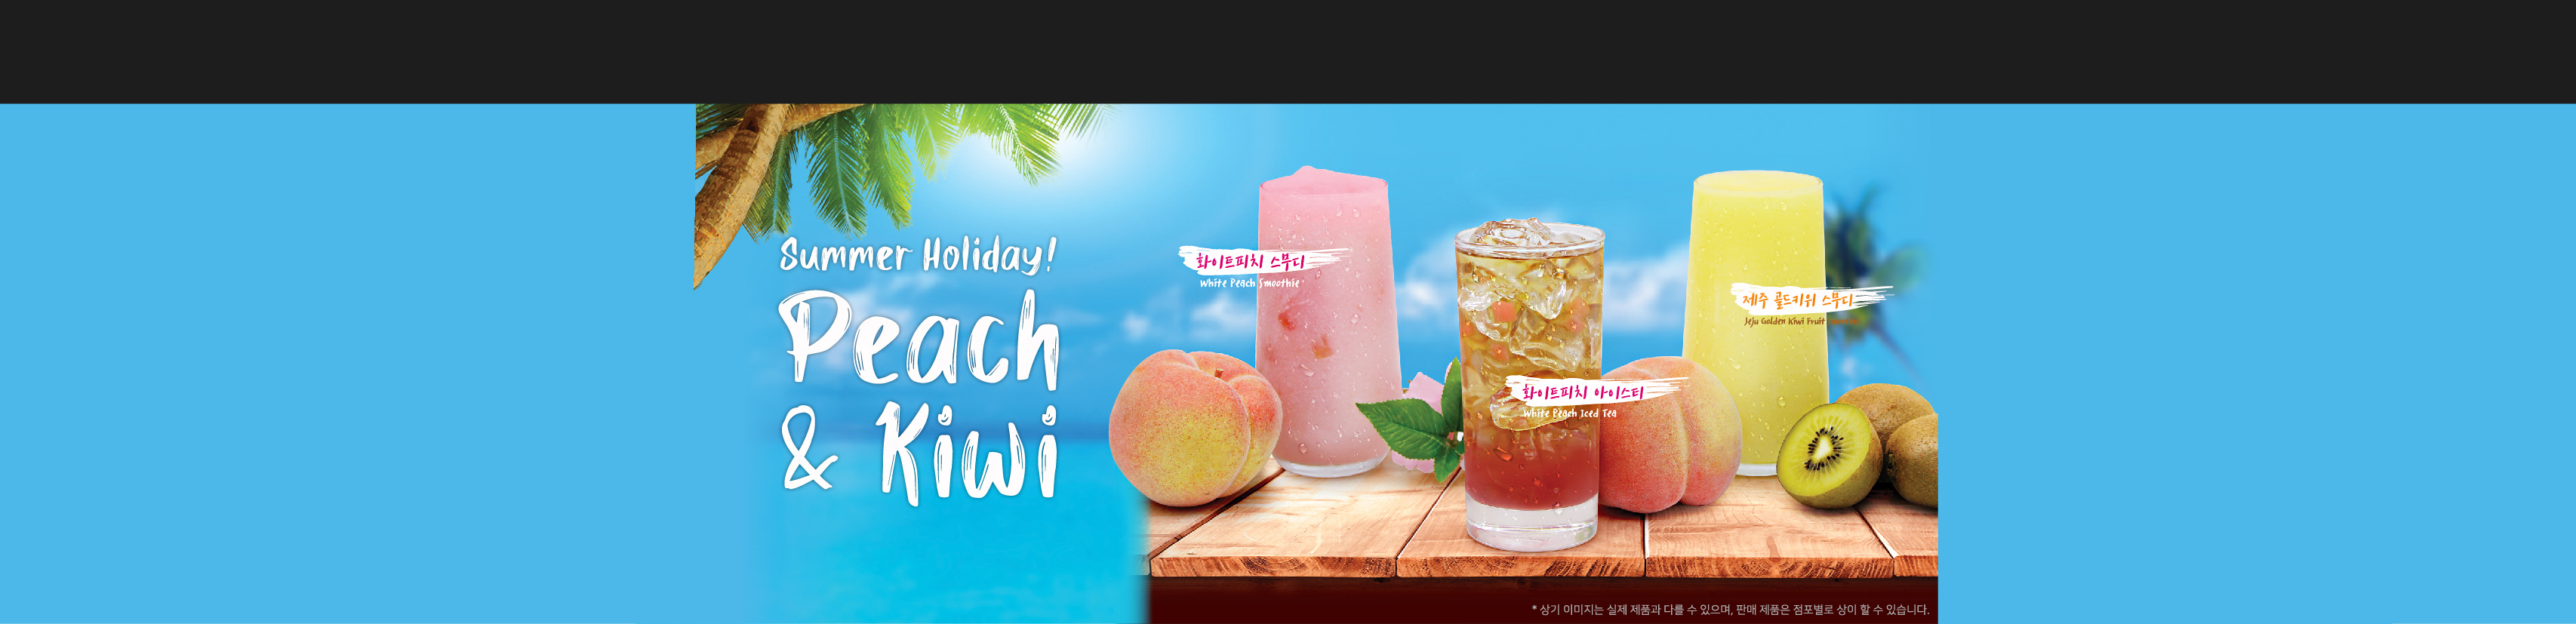 Summer Holiday!
Peach
& Kiwi
화이트피치 스무디
White Peach Smoothie
화이트피치 아이스티
White Peach Iced Tea
제주 골드키위 스무디
Jeju Golden Kiwi Fruit
* 상기 이미지는 실제 제품과 다를 수 있으며, 판매 제품은 점포별로 상이 할 수 있습니다.